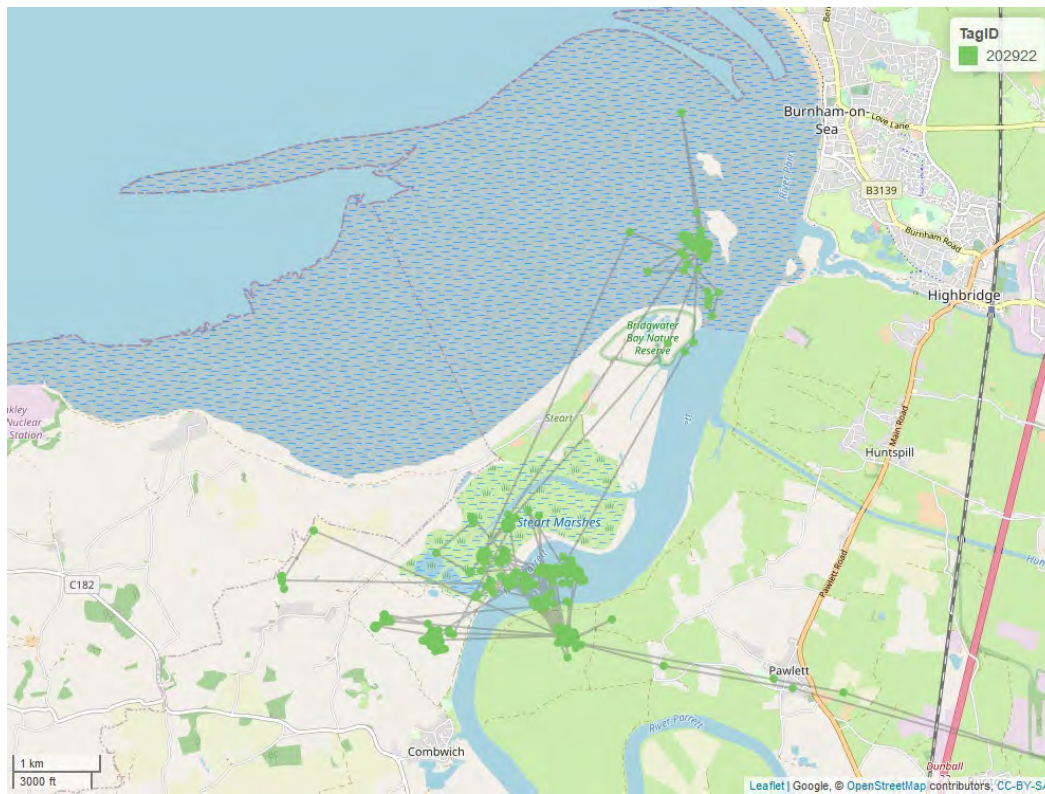 TagID
202922
Burnham-on-
Sea
Love Lane
B3139
Burnham Road
Highbridge
Bridgwater
Bay Nature
Reserve
Nuclear
Station
Steart
Main Road
Huntspill
Steart Marshes
C182
Pawlett Road
Pawlett
River Parrett
Combwich
Dunball
1 km
3000 ft
Leaflet | Google, © OpenStreetMap contributors, CC-BY-SA